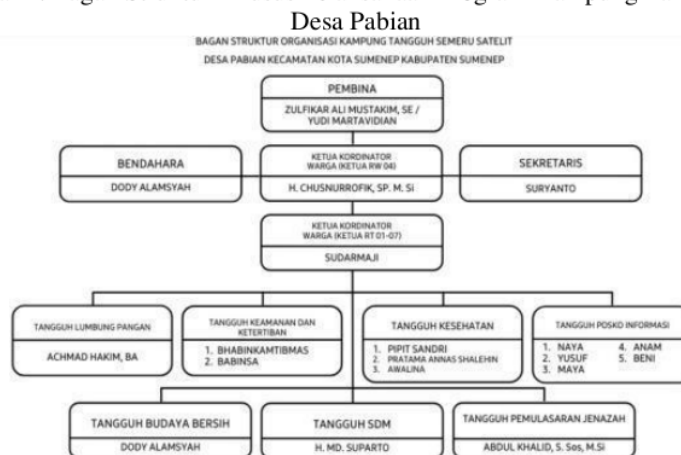 Desa Pabian
BAGAN STRUKTUR ORGANISASI KAMPUNG TANGGUH SEMERU SATELIT
DESA PABIAN KECAMATAN KOTA SUMENEP KABUPATEN SUMENEP
PEMBINA
ZULFIKAR ALI MUSTAKIM, SE /
YUDI MARTAVIDIAN
BENDAHARA
DODY ALAMSYAH
KETUA KORDINATOR
WARGA (KETUA RW 04)
H. CHUSNURROFIK, SP. M. Si
SEKRETARIS
SURYANTO
KETUA KORDINATOR
WARGA (KETUA RT 01-07)
SUDARMAJI
TANGGUH LUMBUNG PANGAN
ACHMAD HAKIM, BA
TANGGUH KEAMANAN DAN
KETERTIBAN
1. BHABINKAMTIBMAS
2. BABINSA
TANGGUH KESEHATAN
1. PIPIT SANDRI
2. PRATAMA ANNAS SHALEHIN
3. AWALINA
TANGGUH POSKO INFORMASI
1. NAYA 4. ANAM
2. YUSUF 5. BENI
3. MAYA
TANGGUH BUDAYA BERSIH
DODY ALAMSYAH
TANGGUH SDM
H. MD. SUPARTO
TANGGUH PEMULASARAN JENAZAH
ABDUL KHALID, S. Sos, M.Si